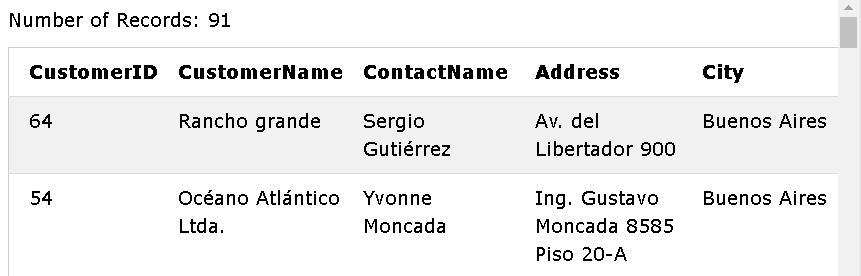 Number of Records: 91
CustomerID CustomerName ContactName Address City
64 Rancho grande Sergio Av. del Buenos Aires
Gutiérrez Libertador 900
54 Océano Atlántico Yvonne Ing. Gustavo Buenos Aires
Ltda. Moncada Moncada 8585
Piso 20-A